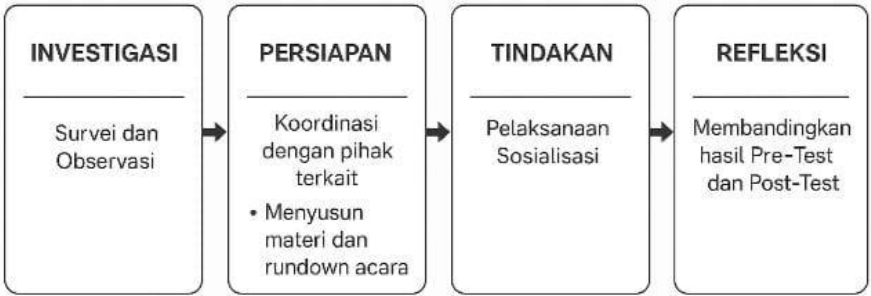 INVESTIGASI
Survei dan
Observasi
PERSIAPAN
Koordinasi
dengan pihak
terkait
• Menyusun
materi dan
rundown acara
TINDAKAN
Pelaksanaan
Sosialisasi
REFLEKSI
Membandingkan
hasil Pre-Test
dan Post-Test